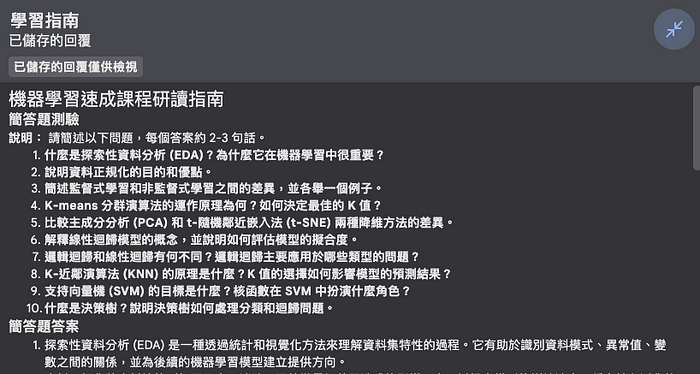 學習指南
已儲存的回覆
已儲存的回覆僅供檢視
機器學習速成課程研讀指南
簡答題測驗
說明： 請簡述以下問題，每個答案約 2-3 句話。
1. 什麼是探索性資料分析 (EDA)？為什麼它在機器學習中很重要？
2. 說明資料正規化的目的和優點。
3. 簡述監督式學習和非監督式學習之間的差異，並各舉一個例子。
4. K-means 分群演算法的運作原理為何？如何決定最佳的 K 值？
5. 比較主成分分析 (PCA) 和 t-隨機鄰近嵌入法 (t-SNE) 兩種降維方法的差異。
6. 解釋線性迴歸模型的概念，並說明如何評估模型的擬合度。
7. 邏輯迴歸和線性迴歸有何不同？邏輯迴歸主要應用於哪些類型的問題？
8. K-近鄰演算法 (KNN) 的原理是什麼？K 值的選擇如何影響模型的預測結果？
9. 支持向量機 (SVM) 的目標是什麼？核函數在 SVM 中扮演什麼角色？
10. 什麼是決策樹？說明決策樹如何處理分類和迴歸問題。
簡答題答案
1. 探索性資料分析 (EDA) 是一種透過統計和視覺化方法來理解資料集特性的過程。它有助於識別資料模式、異常值、變
數之間的關係，並為後續的機器學習模型建立提供方向。